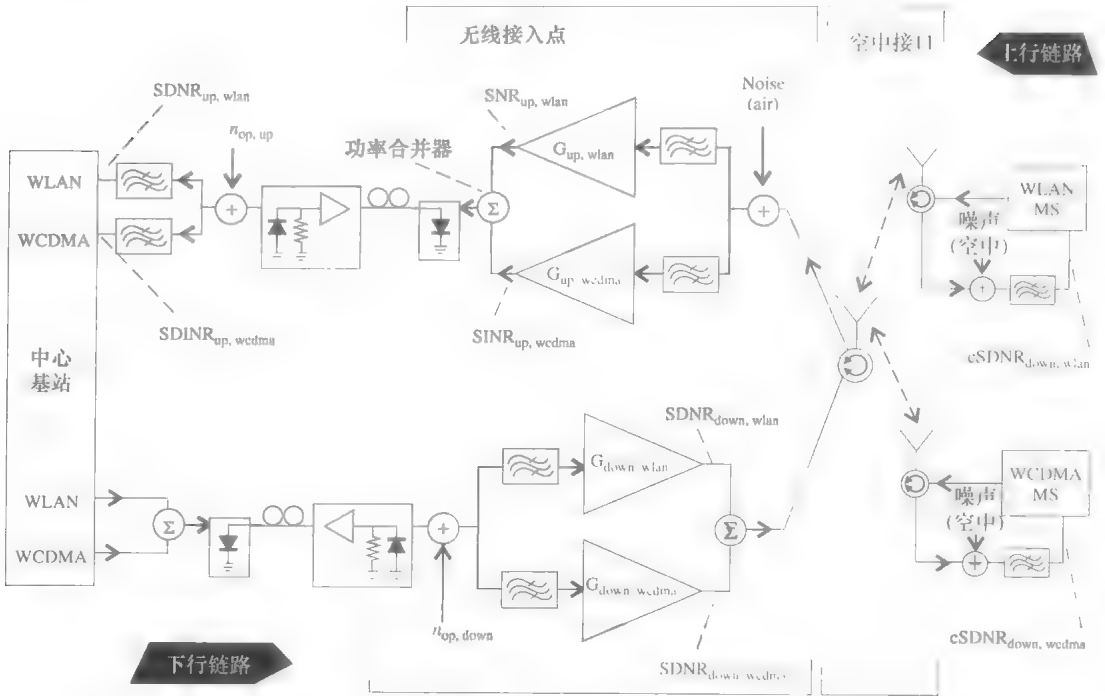 无线接入点
空中接口
上行链路
SDNR_up, wlan
SNR_up, wlan
Noise
(air)
n_op, up
功率合并器
G_up, wlan
WLAN
WLAN
MS
噪声
(空中)
Σ
WCDMA
G_up wcdma
SDINR_up, wcdma
SINR_up, wcdma
cSDNR_down, wlan
中心
基站
SDNR_down, wlan
G_down wlan
WLAN
WCDMA
MS
噪声
(空中)
Σ
Σ
WCDMA
G_down wcdma
n_op, down
cSDNR_down, wcdma
SDNR_down, wcdma
下行链路